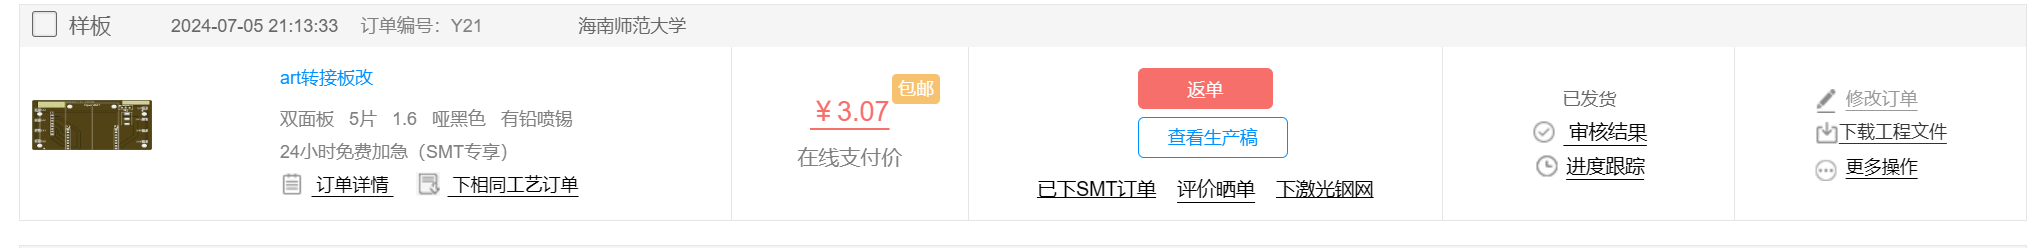 样板 2024-07-05 21:13:33 订单编号：Y21 海南师范大学
art转接板改
双面板 5片 1.6 哑黑色 有铅喷锡
24小时免费加急（SMT专享）
订单详情 下相同工艺订单
包邮
￥3.07
在线支付价
返单
查看生产稿
已下SMT订单 评价晒单 下激光钢网
已发货
审核结果
进度跟踪
修改订单
下载工程文件
更多操作